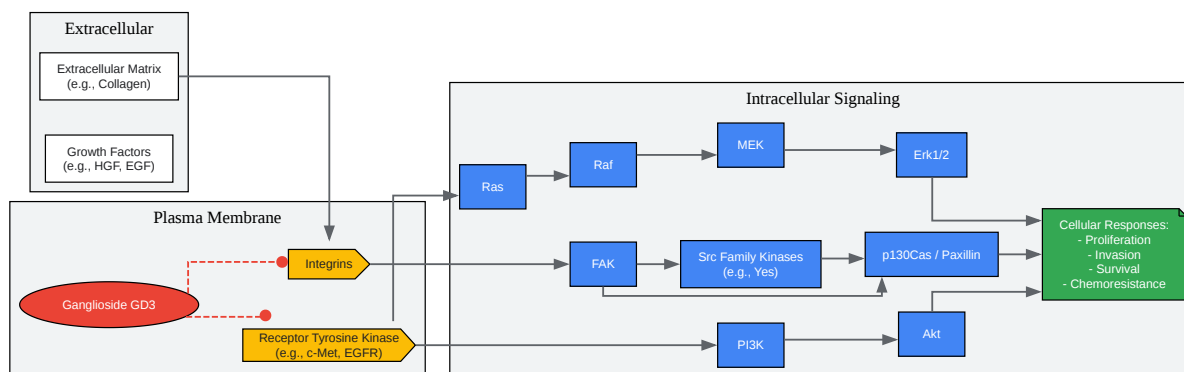 Extracellular
Extracellular Matrix
(e.g., Collagen)
Growth Factors
(e.g., HGF, EGF)
Plasma Membrane
Integrins
Ganglioside GD3
Receptor Tyrosine Kinase
(e.g., c-Met, EGFR)
Intracellular Signaling
Ras
Raf
MEK
Erk1/2
FAK
Src Family Kinases
(e.g., Yes)
p130Cas / Paxillin
PI3K
Akt
Cellular Responses:
- Proliferation
- Invasion
- Survival
- Chemoresistance